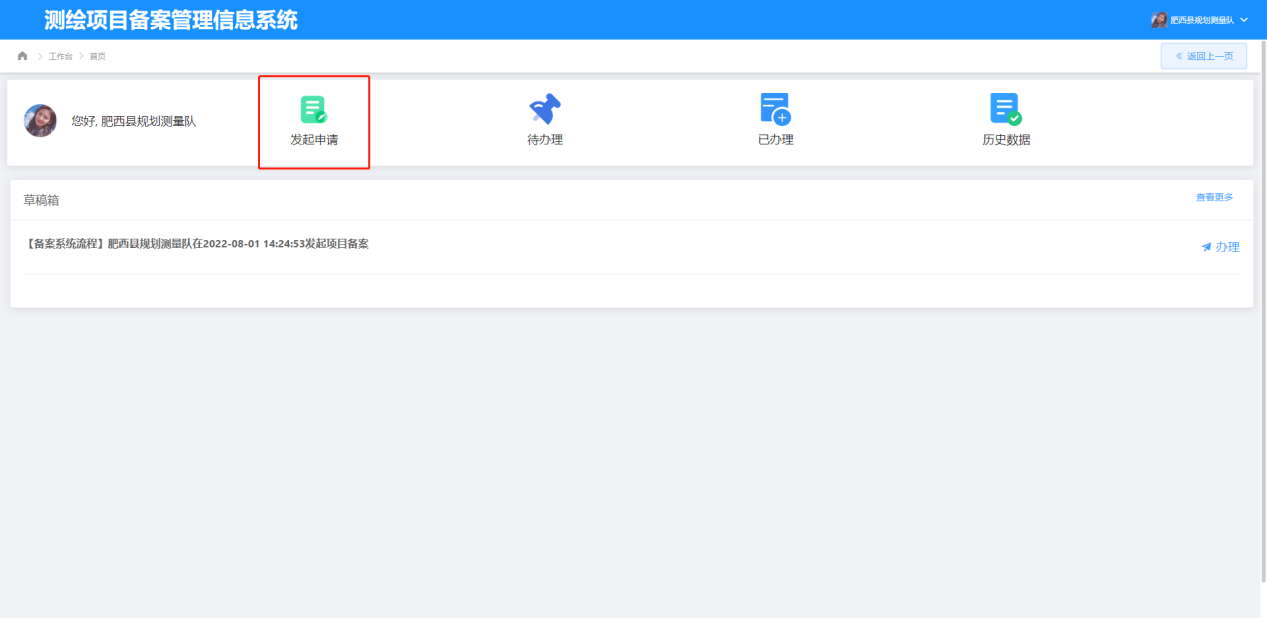 测绘项目备案管理信息系统
肥西县规划测量队
工作台 > 首页
《 返回上一页
您好, 肥西县规划测量队
发起申请
待办理
已办理
历史数据
草稿箱
查看更多
【备案系统流程】肥西县规划测量队在2022-08-01 14:24:53发起项目备案
办理